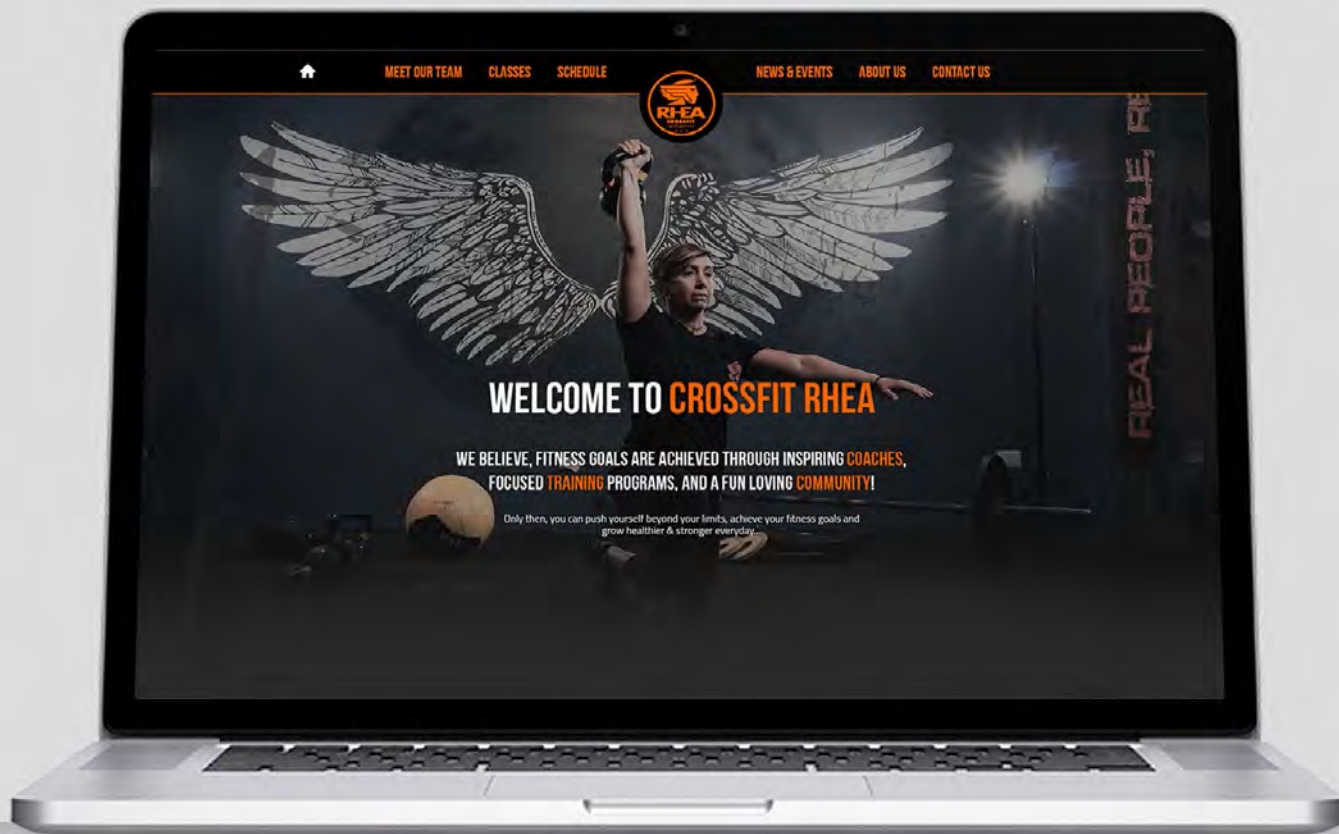 MEET OUR TEAM CLASSES SCHEDULE NEWS & EVENTS ABOUT US CONTACT US
RHEA
CROSSFIT
REAL PEOPLE, RE
WELCOME TO CROSSFIT RHEA
WE BELIEVE, FITNESS GOALS ARE ACHIEVED THROUGH INSPIRING COACHES,
FOCUSED TRAINING PROGRAMS, AND A FUN LOVING COMMUNITY!
Only then, you can push yourself beyond your limits, achieve your fitness goals and
grow healthier & stronger everyday...